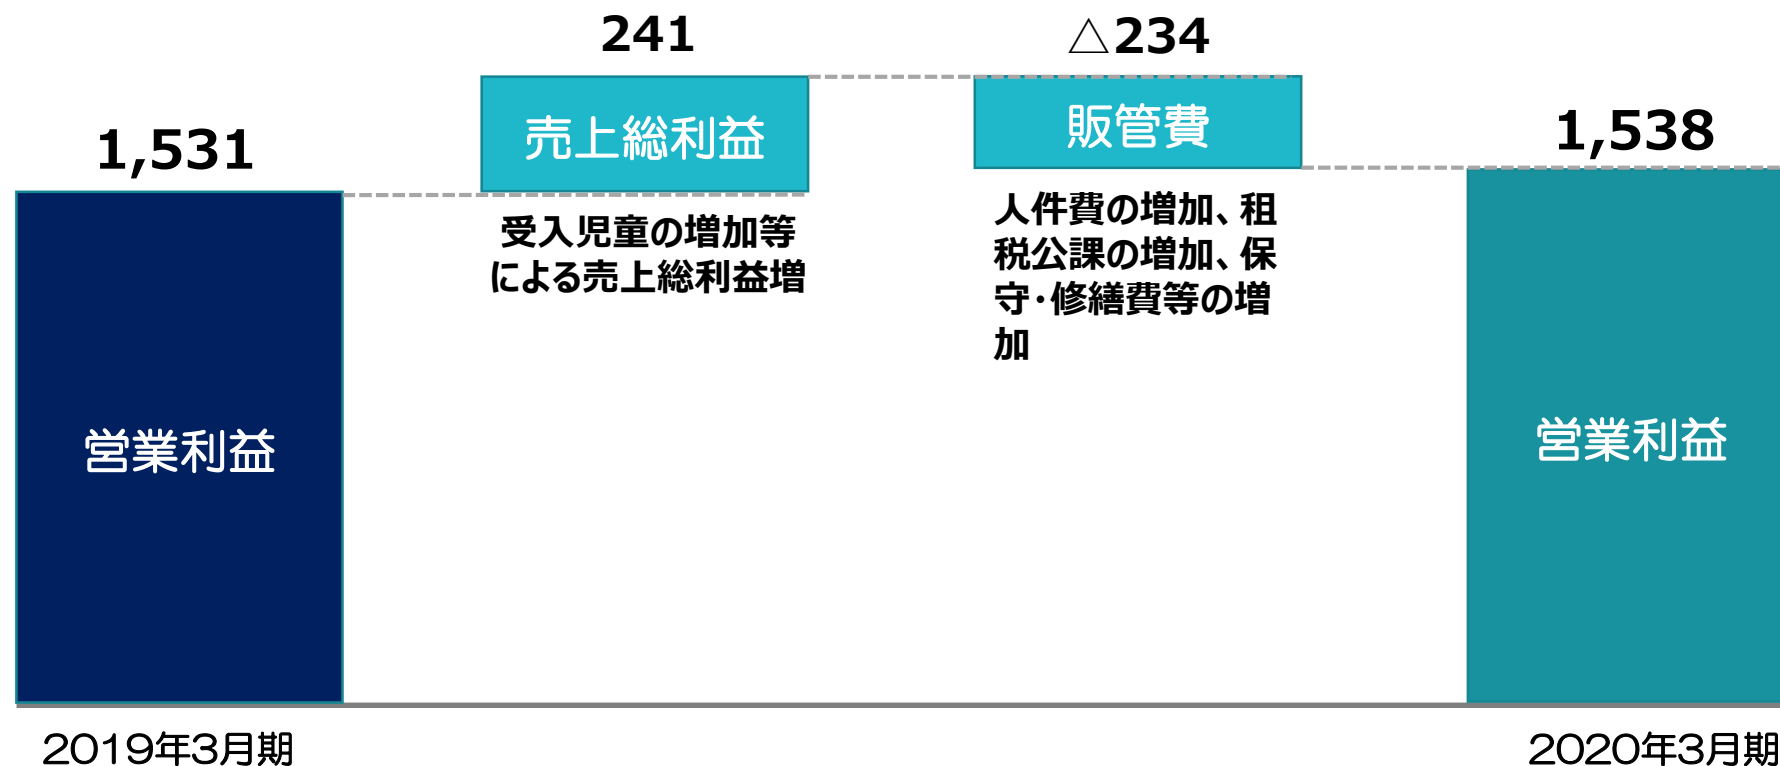 1,531
営業利益
2019年3月期
241
売上総利益
受入児童の増加等
による売上総利益増
△234
販管費
人件費の増加、租
税公課の増加、保
守・修繕費等の増
加
1,538
営業利益
2020年3月期